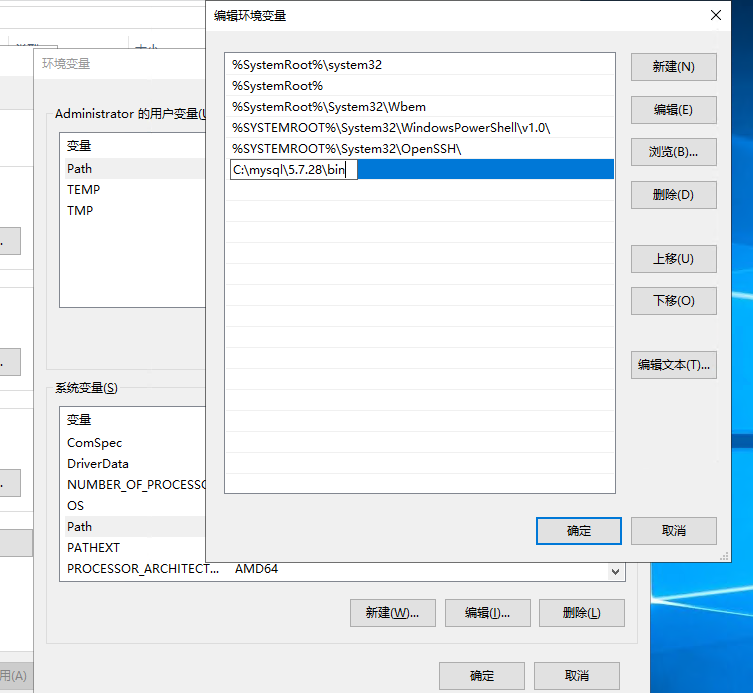 编辑环境变量
环境变量
%SystemRoot%\system32
%SystemRoot%
%SystemRoot%\System32\Wbem
%SYSTEMROOT%\System32\WindowsPowerShell\v1.0\
%SYSTEMROOT%\System32\OpenSSH\
C:\mysql\5.7.28\bin
新建(N)
编辑(E)
浏览(B)...
删除(D)
上移(U)
下移(O)
编辑文本(T)...
确定
取消
Administrator 的用户变量(U
变量
Path
TEMP
TMP
系统变量(S)
变量
ComSpec
DriverData
NUMBER_OF_PROCESSO
OS
Path
PATHEXT
PROCESSOR_ARCHITECT... AMD64
新建(W)...
编辑(I)...
删除(L)
确定
取消
用(A)